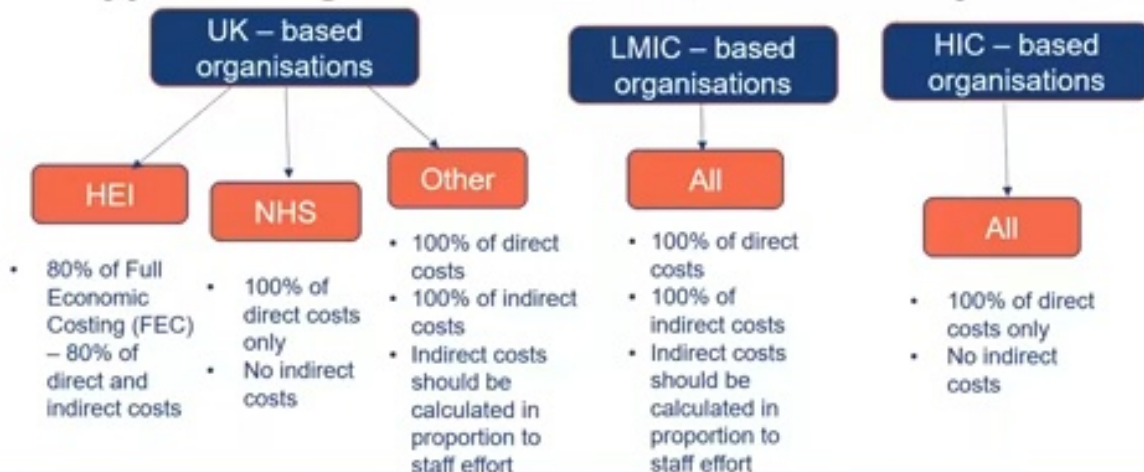 UK – based
organisations
HEI
• 80% of Full
Economic
Costing (FEC)
– 80% of
direct and
indirect costs
NHS
• 100% of
direct costs
only
• No indirect
costs
Other
• 100% of direct
costs
• 100% of indirect
costs
• Indirect costs
should be
calculated in
proportion to
staff effort
LMIC – based
organisations
All
• 100% of direct
costs
• 100% of
indirect costs
• Indirect costs
should be
calculated in
proportion to
staff effort
HIC – based
organisations
All
• 100% of direct
costs only
• No indirect
costs